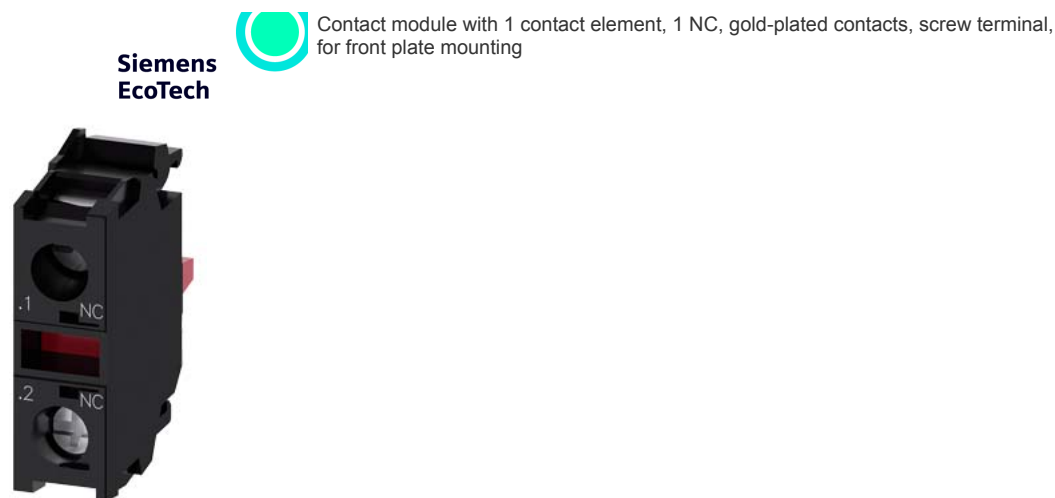 Contact module with 1 contact element, 1 NC, gold-plated contacts, screw terminal,
for front plate mounting
Siemens
EcoTech
.1 NC
.2 NC